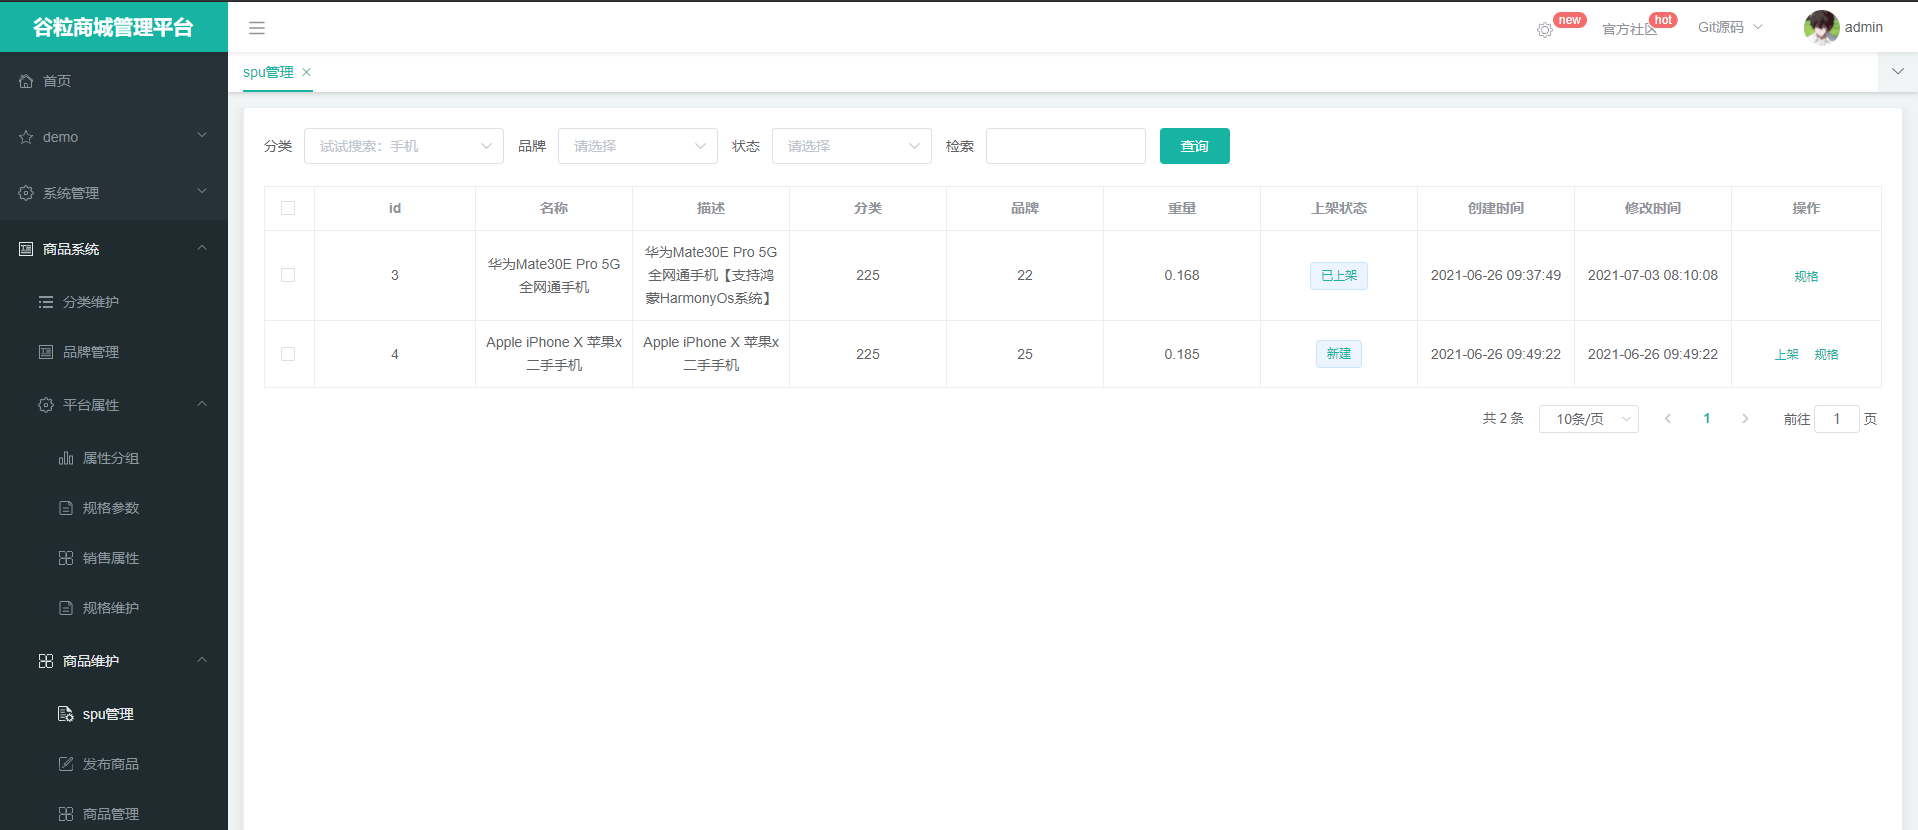 谷粒商城管理平台
new
官方社区
hot
Git源码
admin
首页
demo
系统管理
商品系统
分类维护
品牌管理
平台属性
属性分组
规格参数
销售属性
规格维护
商品维护
spu管理
发布商品
商品管理
spu管理
分类 试试搜索：手机 品牌 请选择 状态 请选择 检索 查询
id 名称 描述 分类 品牌 重量 上架状态 创建时间 修改时间 操作
3
华为Mate30E Pro 5G
全网通手机
华为Mate30E Pro 5G
全网通手机【支持鸿
蒙HarmonyOs系统】
225 22 0.168 已上架 2021-06-26 09:37:49 2021-07-03 08:10:08 规格
4
Apple iPhone X 苹果x
二手手机
Apple iPhone X 苹果x
二手手机
225 25 0.185 新建 2021-06-26 09:49:22 2021-06-26 09:49:22 上架 规格
共 2 条 10条/页 1 前往 1 页